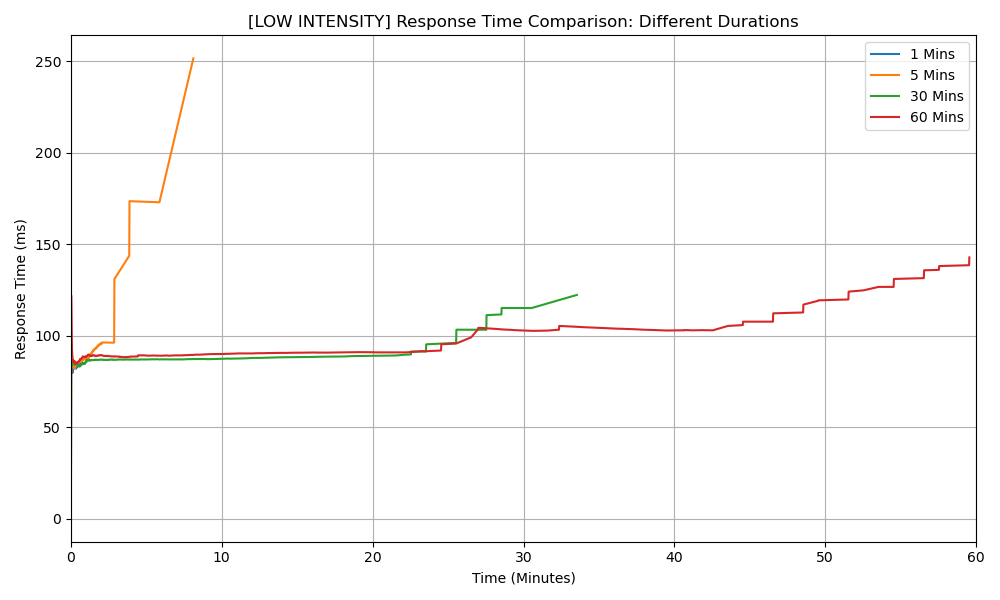 [LOW INTENSITY] Response Time Comparison: Different Durations
250
200
150
100
50
0
Response Time (ms)
1 Mins
5 Mins
30 Mins
60 Mins
0 10 20 30 40 50 60
Time (Minutes)